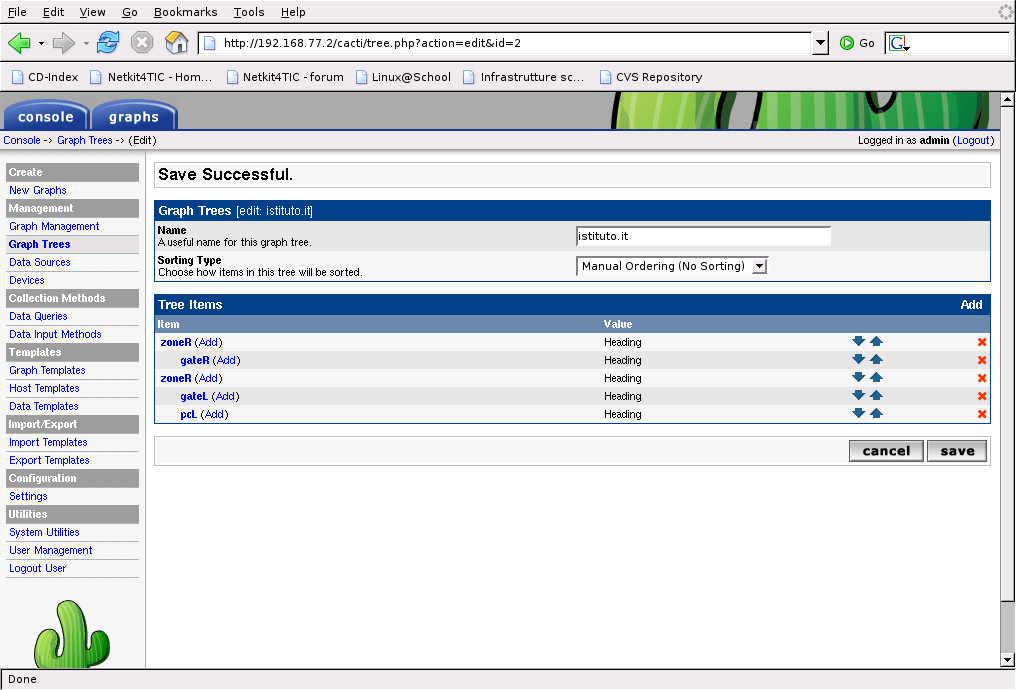 File Edit View Go Bookmarks Tools Help
http://192.168.77.2/cacti/tree.php?action=edit&id=2 Go G
CD-Index Netkit4TIC - Hom... Netkit4TIC - forum Linux@School Infrastrutture sc... CVS Repository
console graphs
Console -> Graph Trees -> (Edit) Logged in as admin (Logout)
Create
New Graphs
Management
Graph Management
Graph Trees
Data Sources
Devices
Collection Methods
Data Queries
Data Input Methods
Templates
Graph Templates
Host Templates
Data Templates
Import/Export
Import Templates
Export Templates
Configuration
Settings
Utilities
System Utilities
User Management
Logout User
Save Successful.
Graph Trees [edit: istituto.it]
Name
A useful name for this graph tree.
istituto.it
Sorting Type
Choose how items in this tree will be sorted.
Manual Ordering (No Sorting)
Tree Items Add
Item Value
zoneR (Add) Heading
gateR (Add) Heading
zoneR (Add) Heading
gateL (Add) Heading
pcL (Add) Heading
cancel save
Done